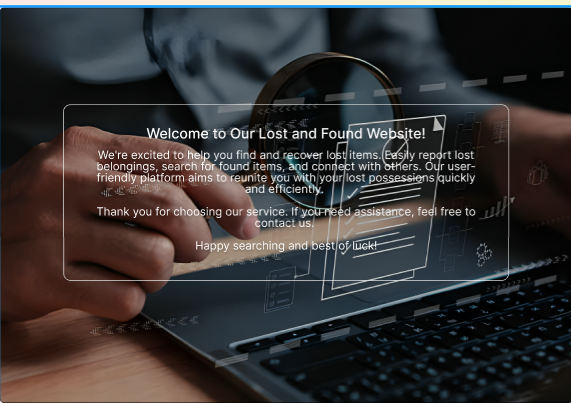 Welcome to Our Lost and Found Website!
We're excited to help you find and recover lost items. Easily report lost
belongings, search for found items, and connect with others. Our user-
friendly platform aims to reunite you with your lost possessions quickly
and efficiently.
Thank you for choosing our service. If you need assistance, feel free to
contact us.
Happy searching and best of luck!